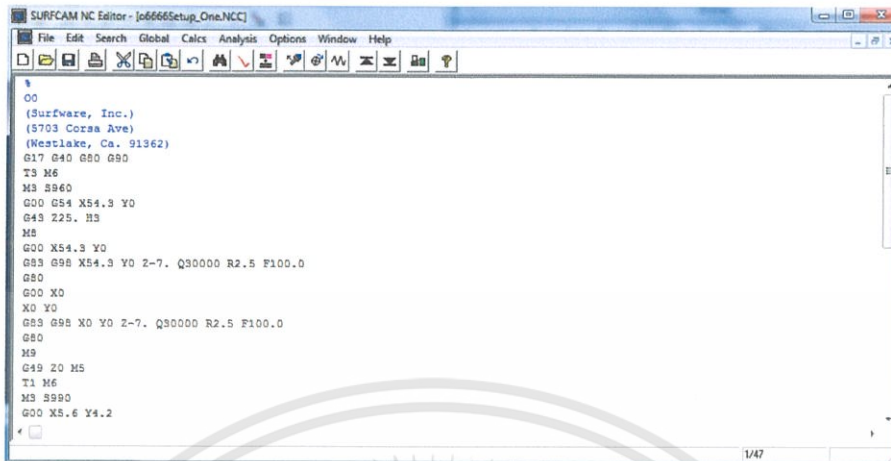 SURFCAM NC Editor - [o6666Setup_One.NCC]
File Edit Search Global Calcs Analysis Options Window Help
%
O0
(Surfware, Inc.)
(5703 Corsa Ave)
(Westlake, Ca. 91362)
G17 G40 G80 G90
T3 M6
M3 S960
G00 G54 X54.3 Y0
G43 Z25. H3
M8
G00 X54.3 Y0
G83 G98 X54.3 Y0 Z-7. Q30000 R2.5 F100.0
G80
G00 X0
X0 Y0
G83 G98 X0 Y0 Z-7. Q30000 R2.5 F100.0
G80
M9
G49 Z0 M5
T1 M6
M3 S990
G00 X5.6 Y4.2
1/47